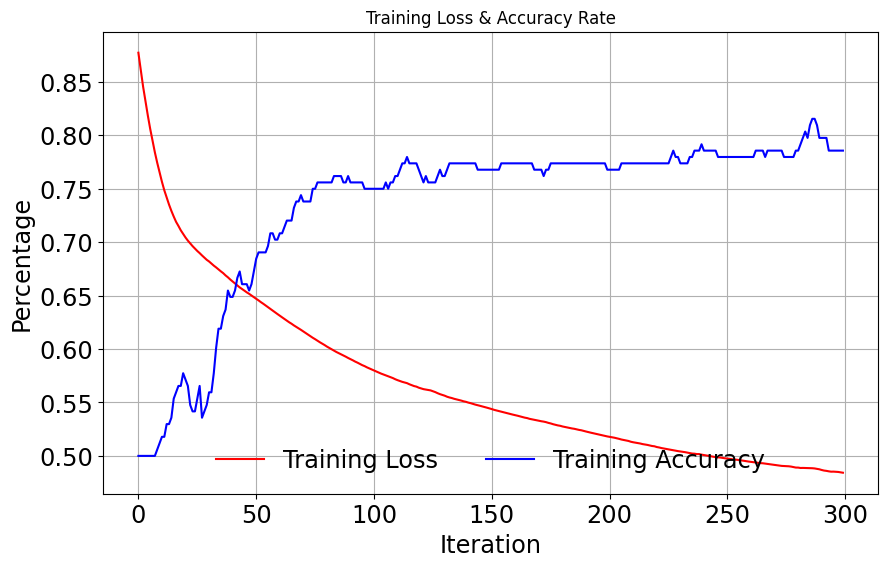 Training Loss & Accuracy Rate
0.85
0.80
0.75
0.70
0.65
0.60
0.55
0.50
Percentage
Training Loss
Training Accuracy
0 50 100 150 200 250 300
Iteration